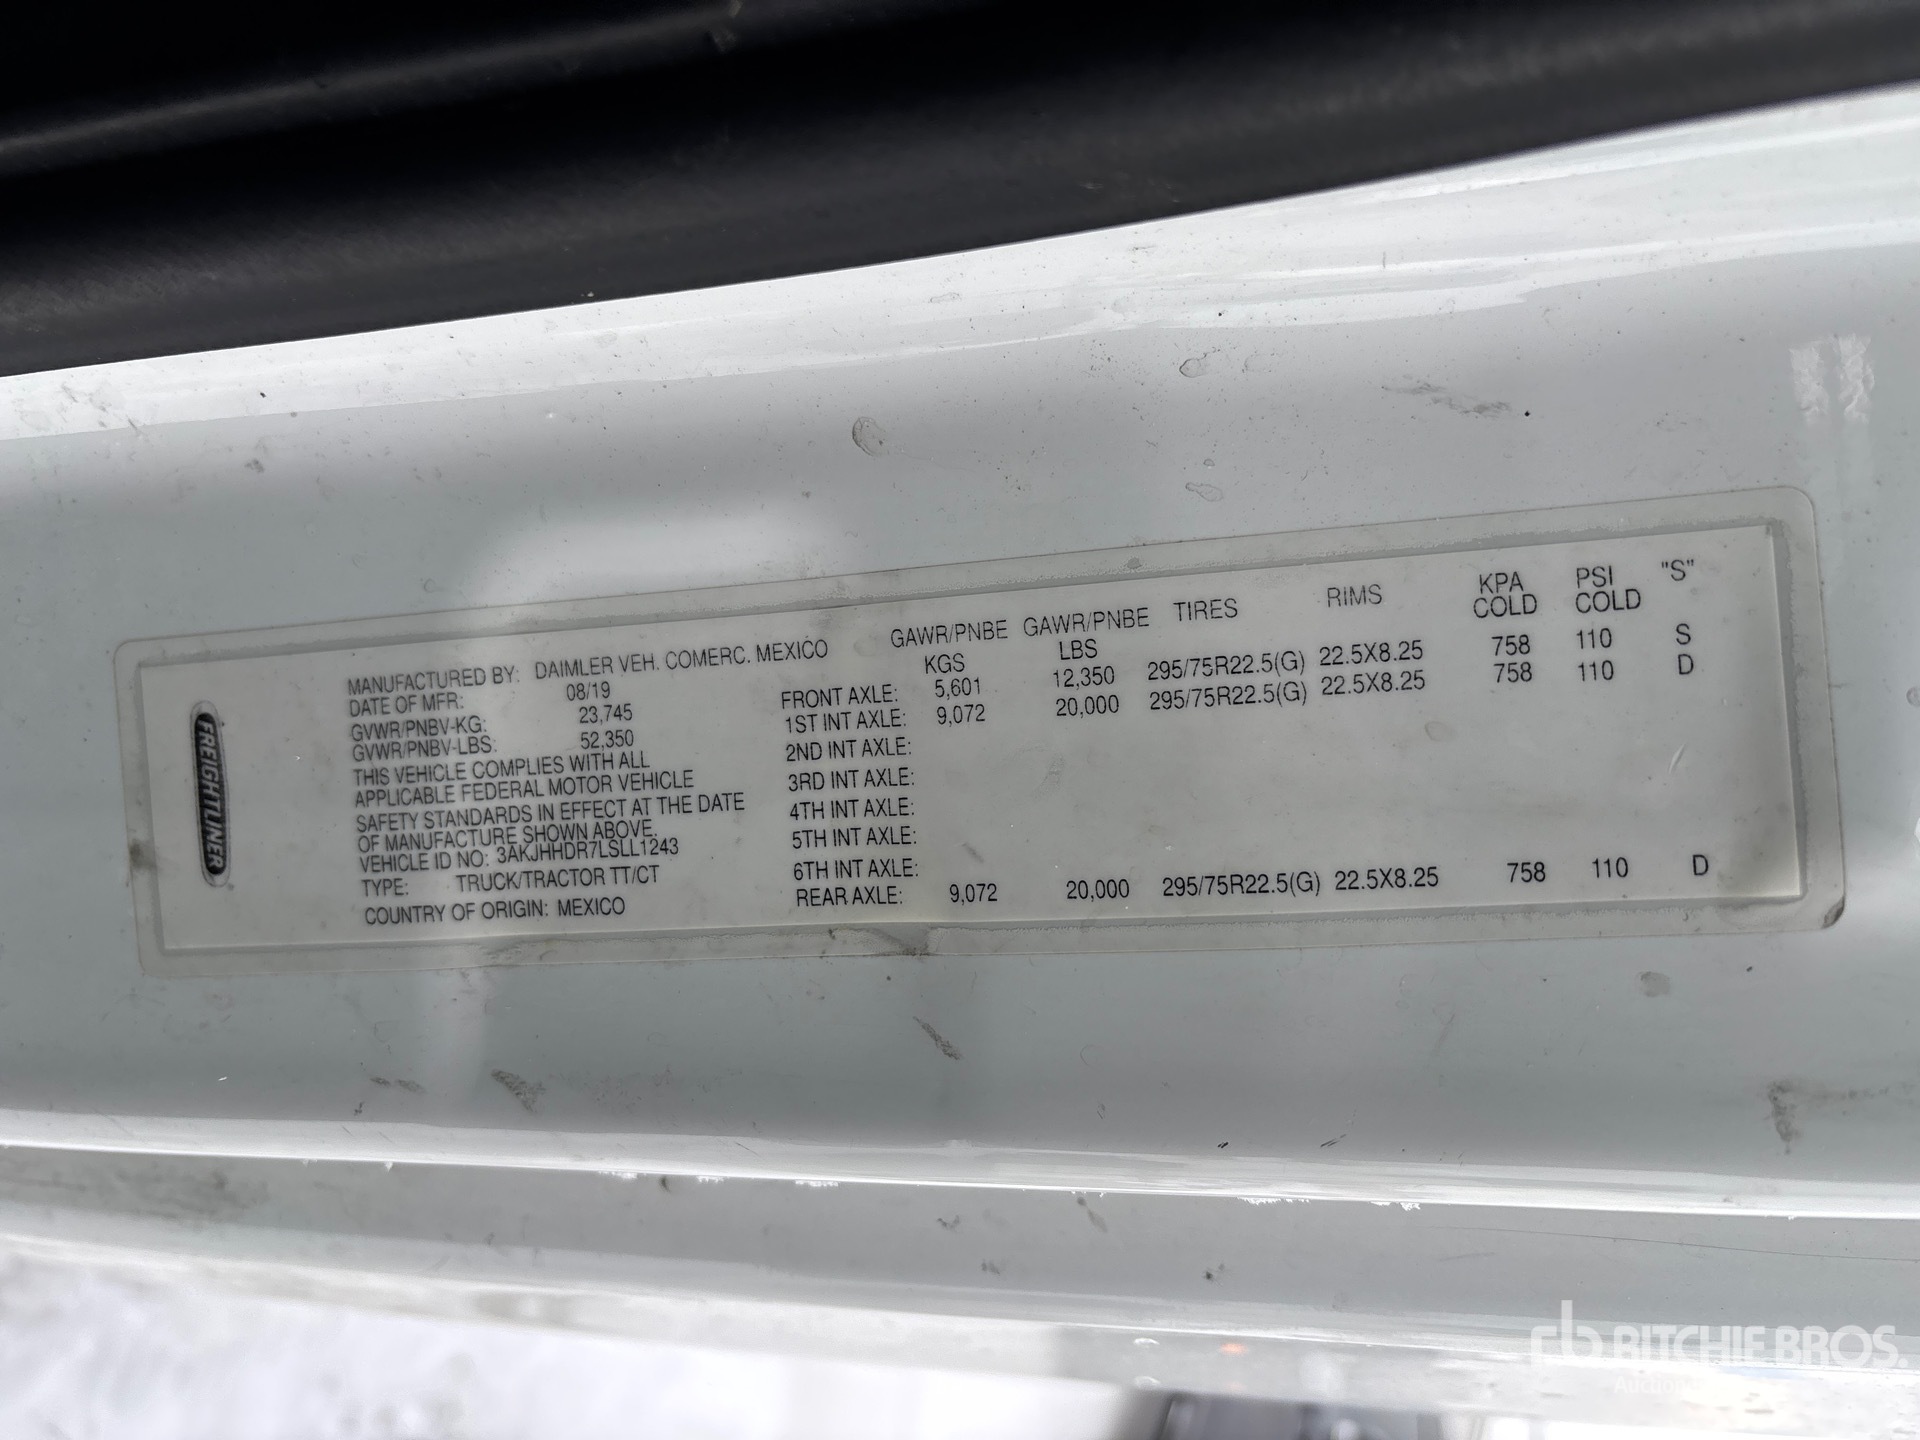 FREIGHTLINER
MANUFACTURED BY: DAIMLER VEH. COMERC. MEXICO
DATE OF MFR: 08/19
GVWR/PNBV-KG: 23,745
GVWR/PNBV-LBS: 52,350
THIS VEHICLE COMPLIES WITH ALL
APPLICABLE FEDERAL MOTOR VEHICLE
SAFETY STANDARDS IN EFFECT AT THE DATE
OF MANUFACTURE SHOWN ABOVE.
VEHICLE ID NO: 3AKJHHDR7LSLL1243
TYPE: TRUCK/TRACTOR TT/CT
COUNTRY OF ORIGIN: MEXICO
GAWR/PNBE GAWR/PNBE TIRES RIMS KPA PSI "S"
KGS LBS COLD COLD
FRONT AXLE: 5,601 12,350 295/75R22.5(G) 22.5X8.25 758 110 S
1ST INT AXLE: 9,072 20,000 295/75R22.5(G) 22.5X8.25 758 110 D
2ND INT AXLE:
3RD INT AXLE:
4TH INT AXLE:
5TH INT AXLE:
6TH INT AXLE:
REAR AXLE: 9,072 20,000 295/75R22.5(G) 22.5X8.25 758 110 D
rb RITCHIE BROS.